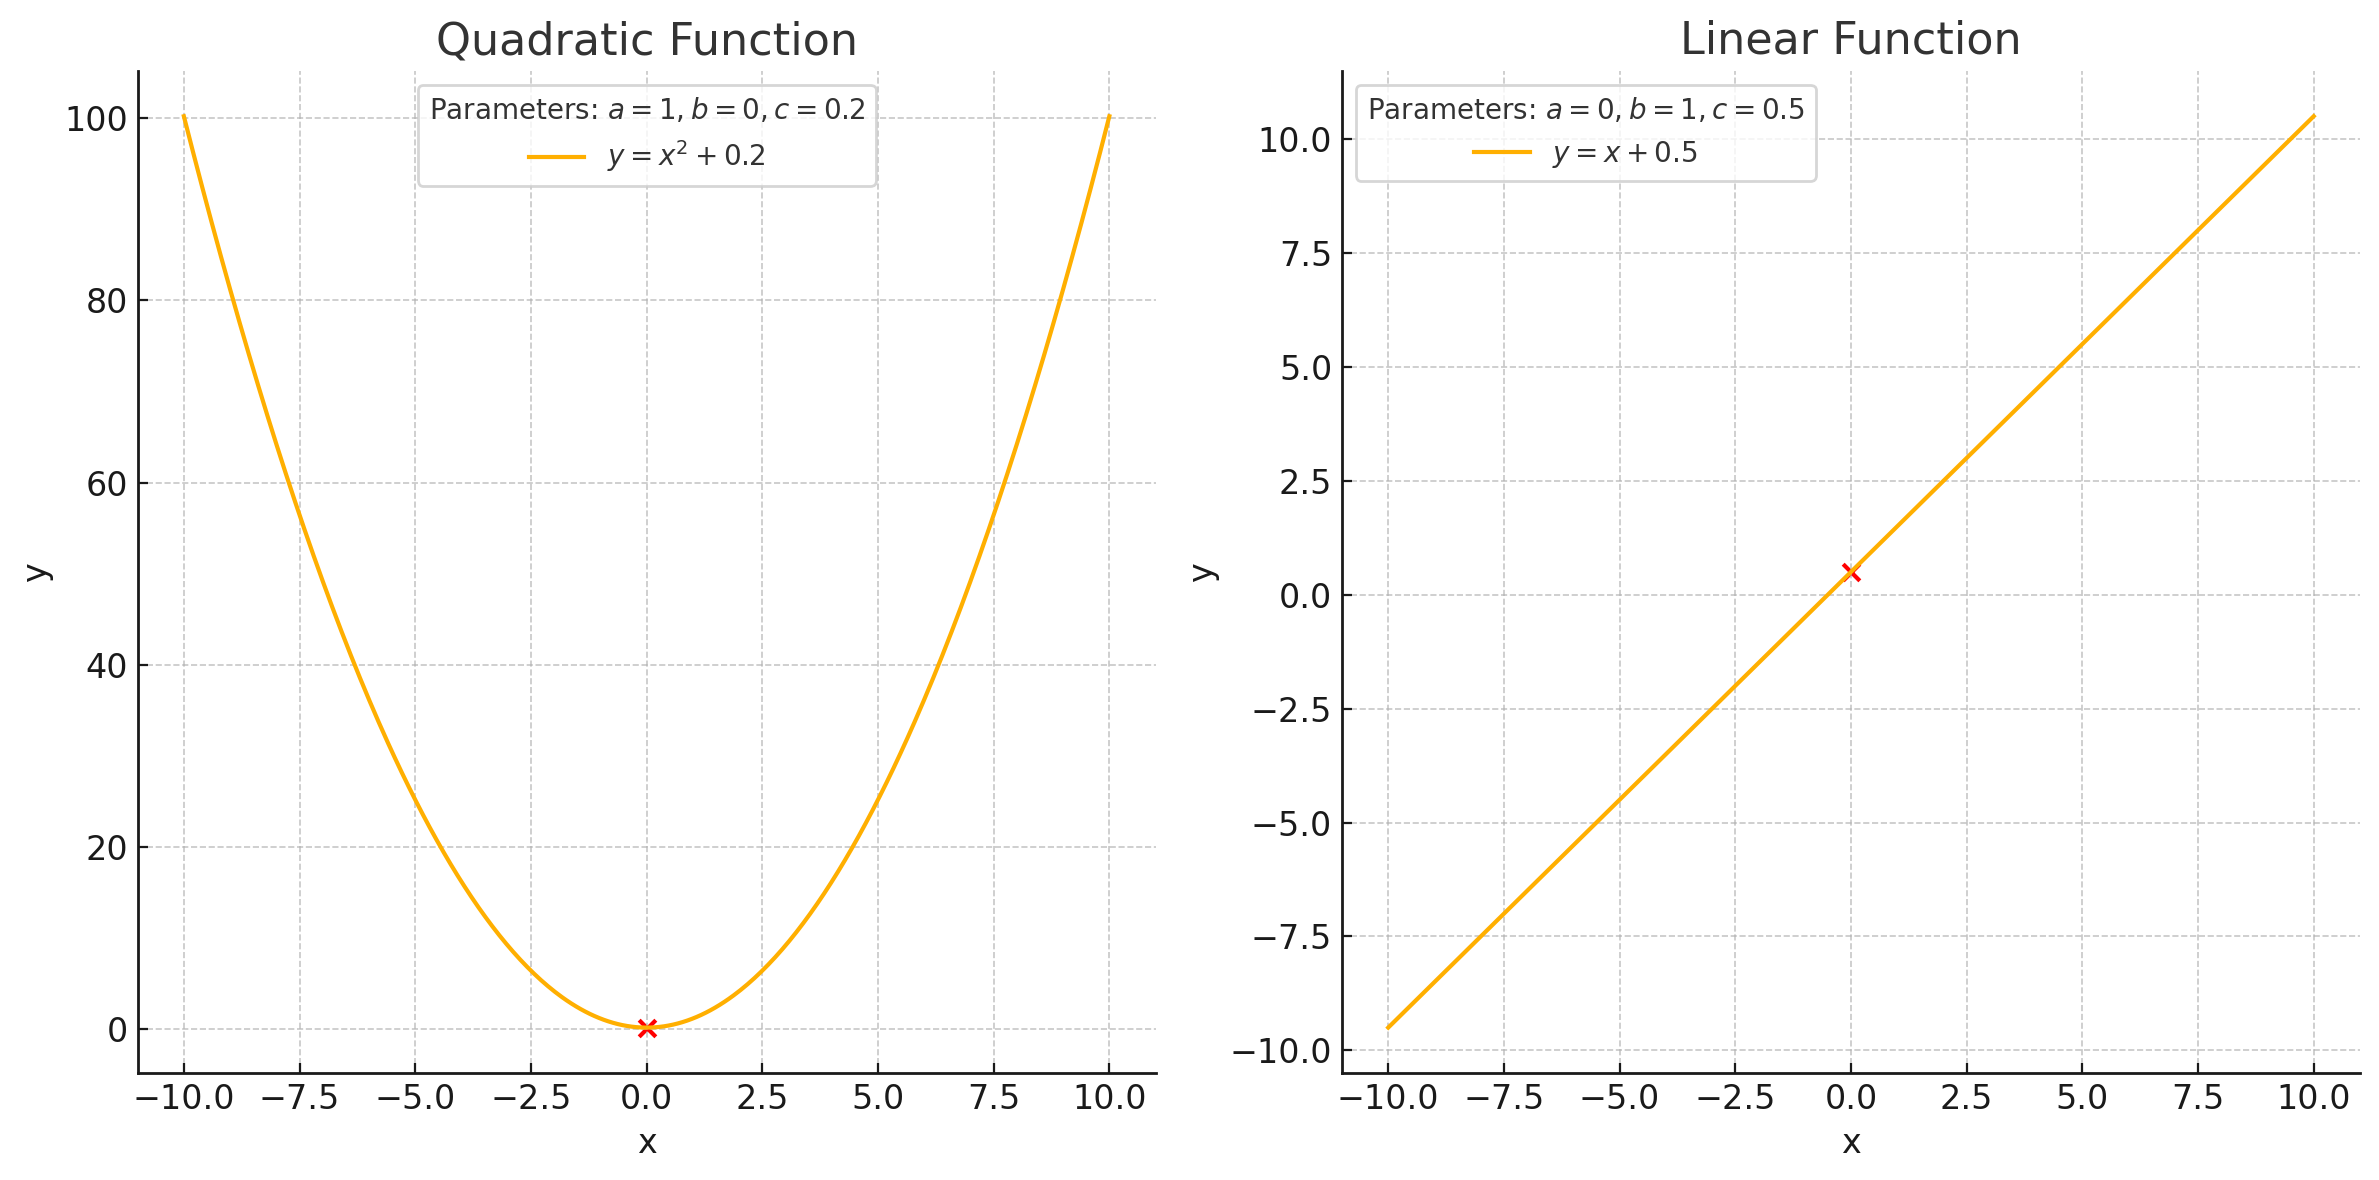 Quadratic Function
Parameters: a = 1, b = 0, c = 0.2
y = x² + 0.2
100
80
60
40
20
0
y
−10.0 −7.5 −5.0 −2.5 0.0 2.5 5.0 7.5 10.0
x
Linear Function
Parameters: a = 0, b = 1, c = 0.5
y = x + 0.5
10.0
7.5
5.0
2.5
0.0
−2.5
−5.0
−7.5
−10.0
y
−10.0 −7.5 −5.0 −2.5 0.0 2.5 5.0 7.5 10.0
x